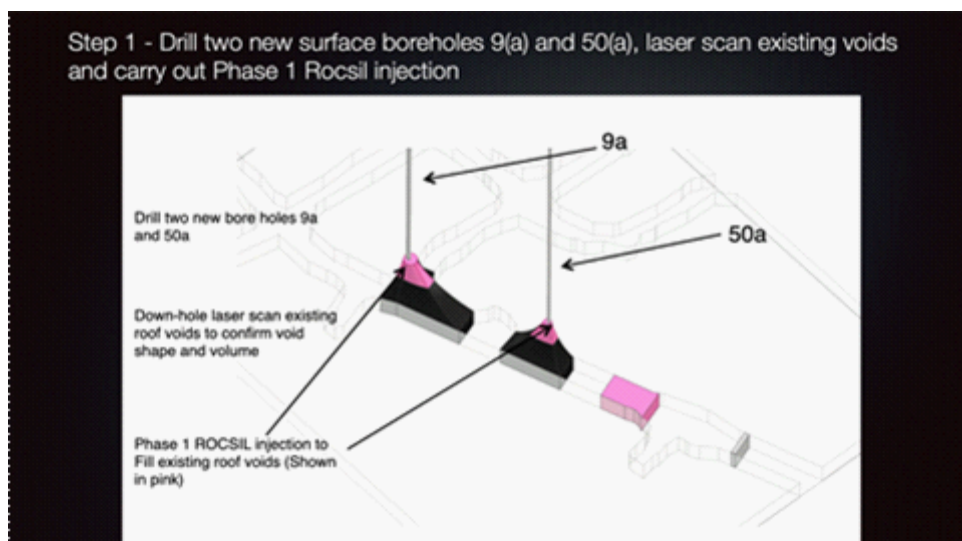 Step 1 - Drill two new surface boreholes 9(a) and 50(a), laser scan existing voids
and carry out Phase 1 Rocsil injection
9a
Drill two new bore holes 9a
and 50a
50a
Down-hole laser scan existing
roof voids to confirm void
shape and volume
Phase 1 ROCSIL injection to
Fill existing roof voids (Shown
in pink)